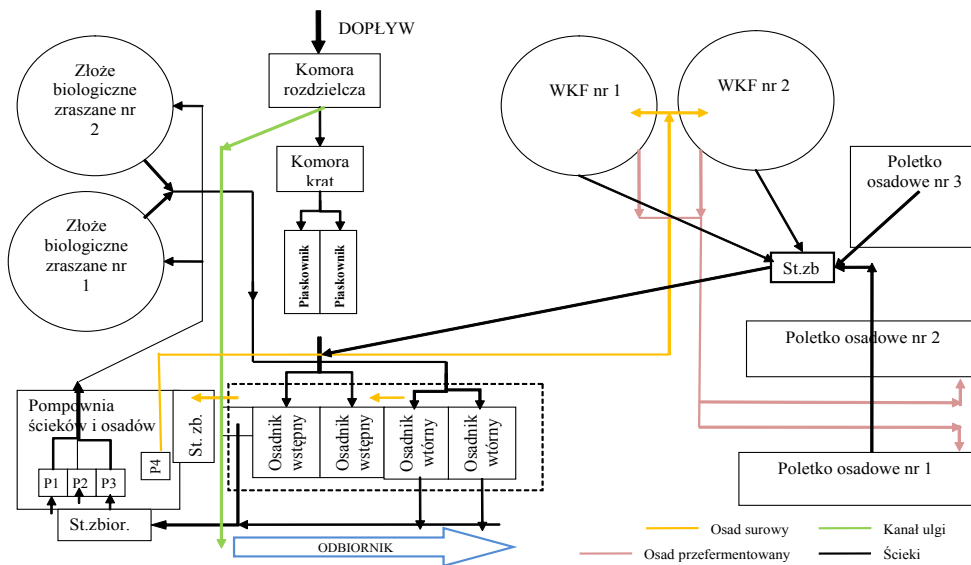 DOPŁYW
Komora
rozdzielcza
Złoże
biologiczne
zraszane nr
2
WKF nr 1
WKF nr 2
Komora
krat
Poletko
osadowe nr 3
Złoże
biologiczne
zraszane nr
1
Piaskownik
Piaskownik
St.zb
Poletko osadowe nr 2
Pompownia
ścieków i osadów
St. zb.
Osadnik
wstępny
Osadnik
wstępny
Osadnik
wtórny
Osadnik
wtórny
P4
P1
P2
P3
Poletko osadowe nr 1
St.zbior.
ODBIORNIK
Osad surowy
Kanał ulgi
Osad przefermentowany
Ścieki